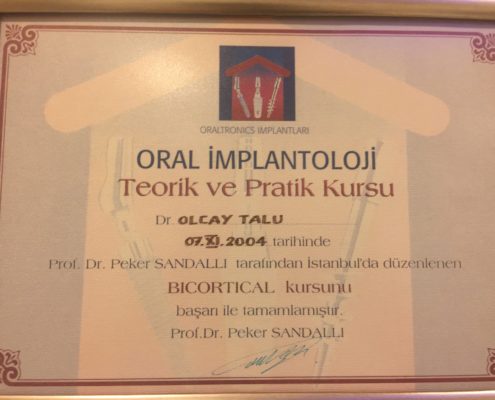 ORALTRONICS IMPLANTLARI
ORAL İMPLANTOLOJİ
Teorik ve Pratik Kursu
Dr. OLCAY TALU
07.XI.2004 tarihinde
Prof. Dr. Peker SANDALLI tarafından İstanbul'da düzenlenen
BICORTICAL kursunu
başarı ile tamamlamıştır.
Prof.Dr. Peker SANDALLI